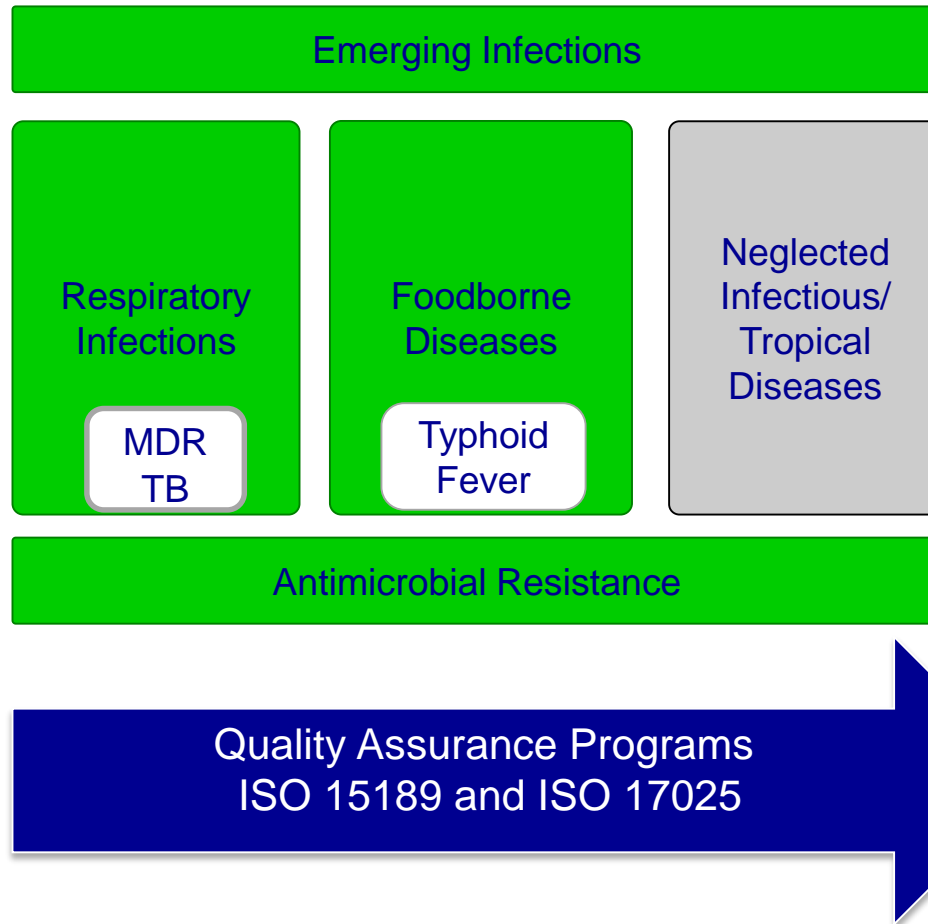 Emerging Infections
Respiratory
Infections
MDR
TB
Foodborne
Diseases
Typhoid
Fever
Neglected
Infectious/
Tropical
Diseases
Antimicrobial Resistance
Quality Assurance Programs
ISO 15189 and ISO 17025